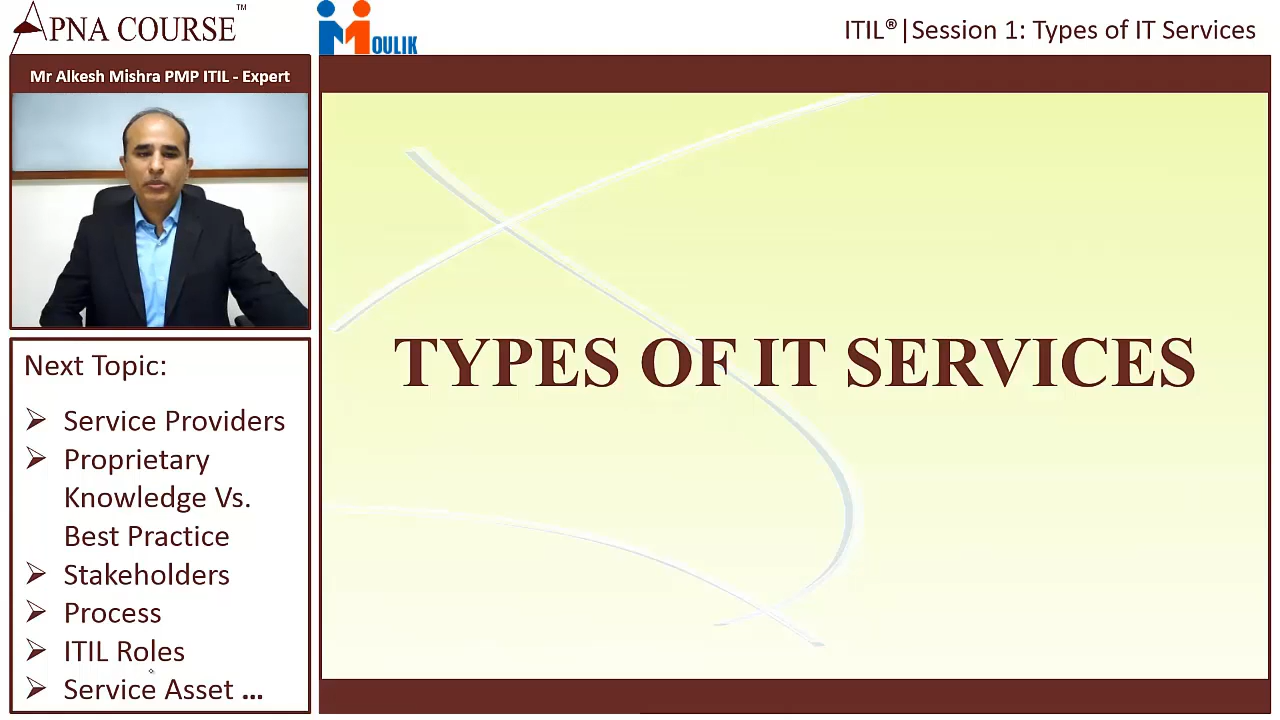 APNA COURSE™
MOULIK
ITIL®|Session 1: Types of IT Services
Mr Alkesh Mishra PMP ITIL - Expert
TYPES OF IT SERVICES
Next Topic:
Service Providers
Proprietary
Knowledge Vs.
Best Practice
Stakeholders
Process
ITIL Roles
Service Asset ...